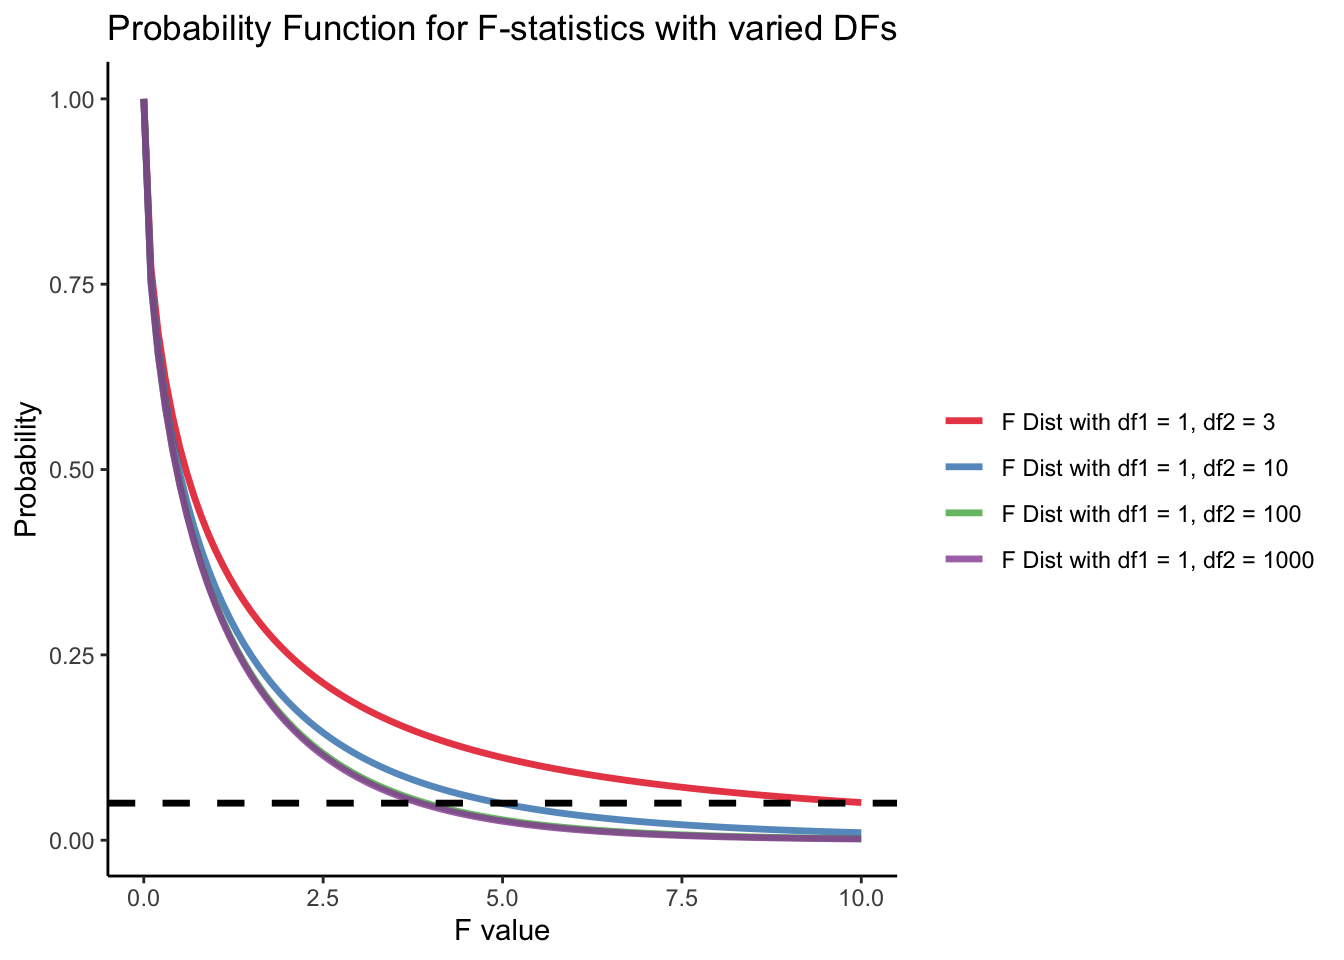 Probability Function for F-statistics with varied DFs
1.00
0.75
0.50
0.25
0.00
Probability
0.0 2.5 5.0 7.5 10.0
F value
F Dist with df1 = 1, df2 = 3
F Dist with df1 = 1, df2 = 10
F Dist with df1 = 1, df2 = 100
F Dist with df1 = 1, df2 = 1000